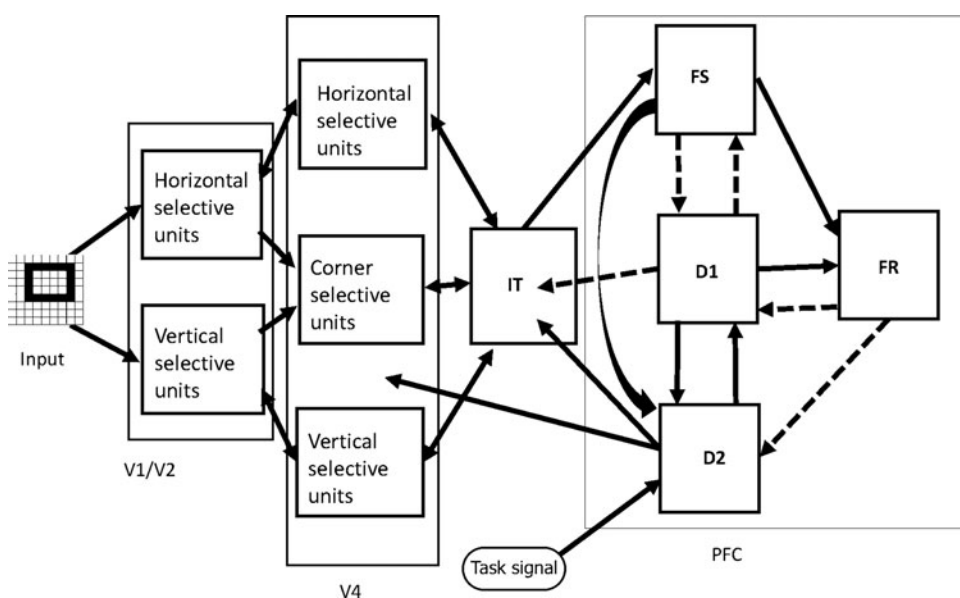 Input
Horizontal
selective
units
Vertical
selective
units
V1/V2
Horizontal
selective
units
Corner
selective
units
Vertical
selective
units
V4
IT
FS
D1
FR
D2
Task signal
PFC